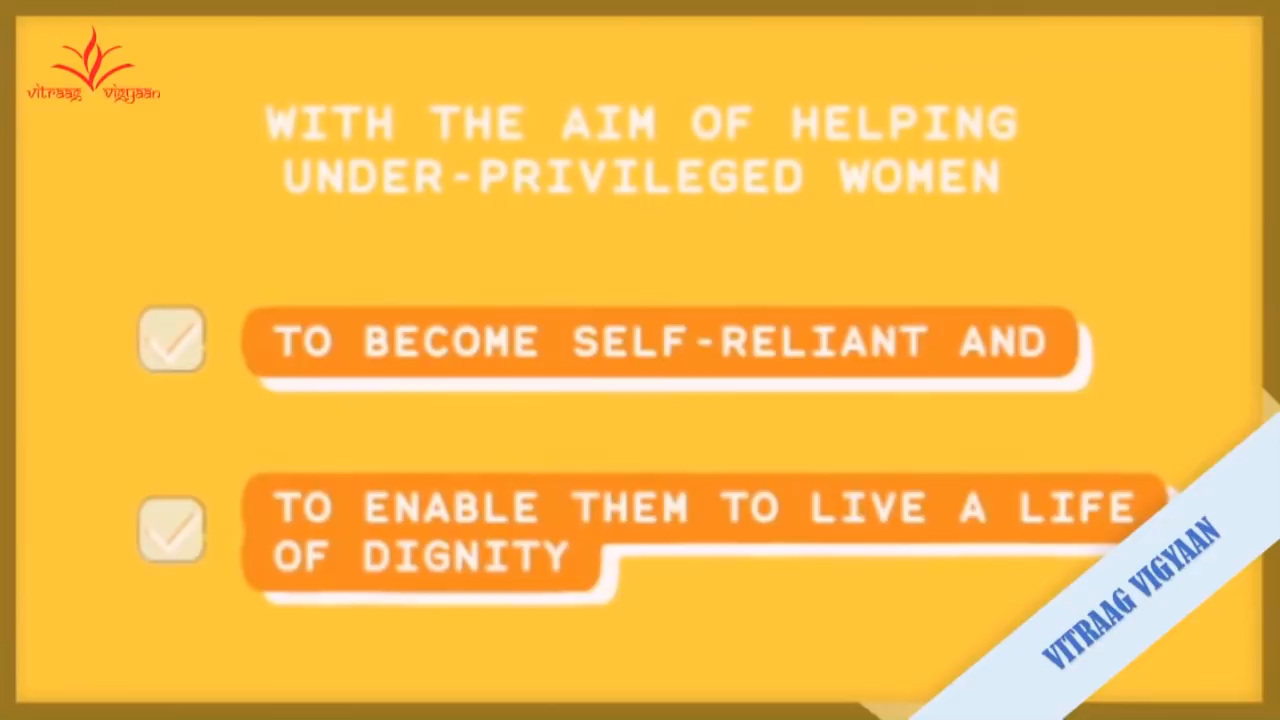 vitraag vigyaan
WITH THE AIM OF HELPING
UNDER-PRIVILEGED WOMEN
TO BECOME SELF-RELIANT AND
TO ENABLE THEM TO LIVE A LIFE
OF DIGNITY
VITRAAG VIGYAAN